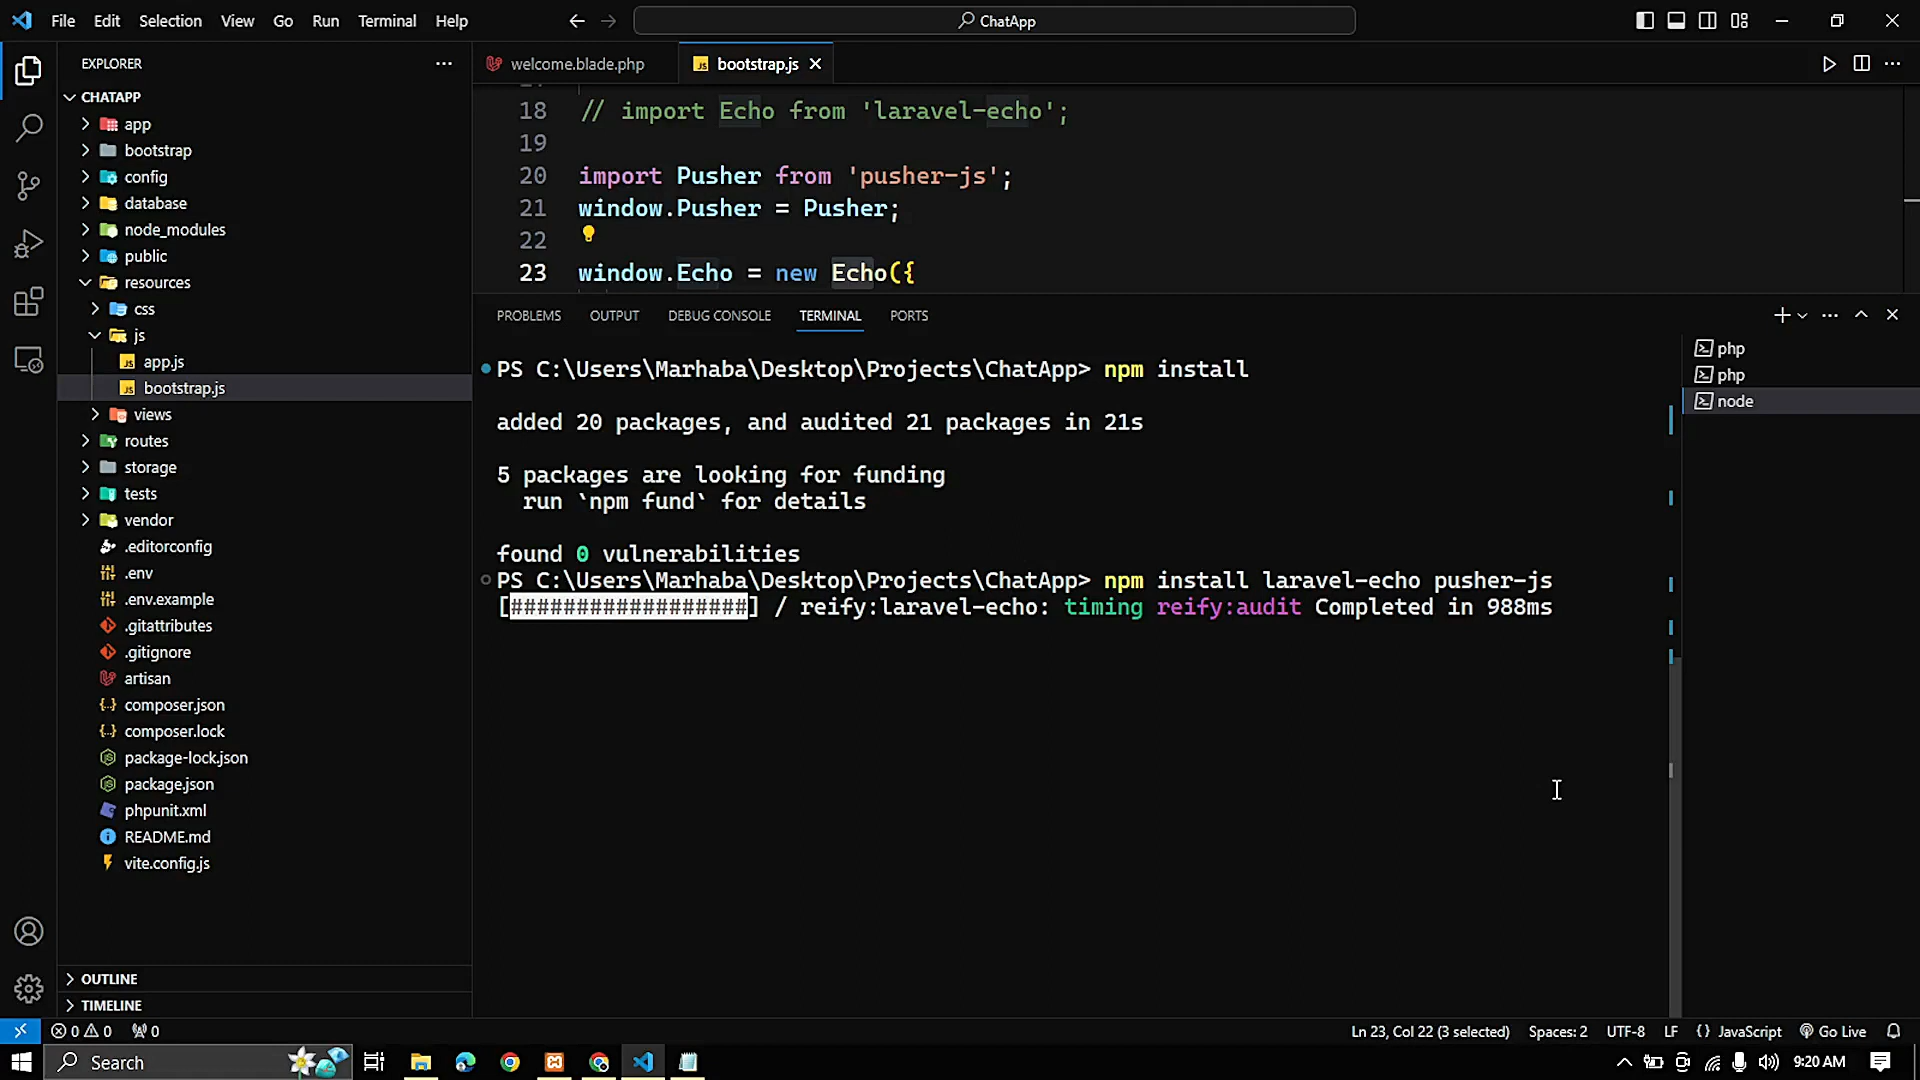 File Edit Selection View Go Run Terminal Help
ChatApp
EXPLORER
CHATAPP
app
bootstrap
config
database
node_modules
public
resources
css
js
app.js
bootstrap.js
views
routes
storage
tests
vendor
.editorconfig
.env
.env.example
.gitattributes
.gitignore
artisan
composer.json
composer.lock
package-lock.json
package.json
phpunit.xml
README.md
vite.config.js
OUTLINE
TIMELINE
welcome.blade.php
bootstrap.js
18 // import Echo from 'laravel-echo';
19
20 import Pusher from 'pusher-js';
21 window.Pusher = Pusher;
22
23 window.Echo = new Echo({
PROBLEMS OUTPUT DEBUG CONSOLE TERMINAL PORTS
PS C:\Users\Marhaba\Desktop\Projects\ChatApp> npm install
added 20 packages, and audited 21 packages in 21s
5 packages are looking for funding
run `npm fund` for details
found 0 vulnerabilities
PS C:\Users\Marhaba\Desktop\Projects\ChatApp> npm install laravel-echo pusher-js
[##################] / reify:laravel-echo: timing reify:audit Completed in 988ms
php
php
node
0 0 0
Ln 23, Col 22 (3 selected) Spaces: 2 UTF-8 LF {} JavaScript Go Live
Search
9:20 AM